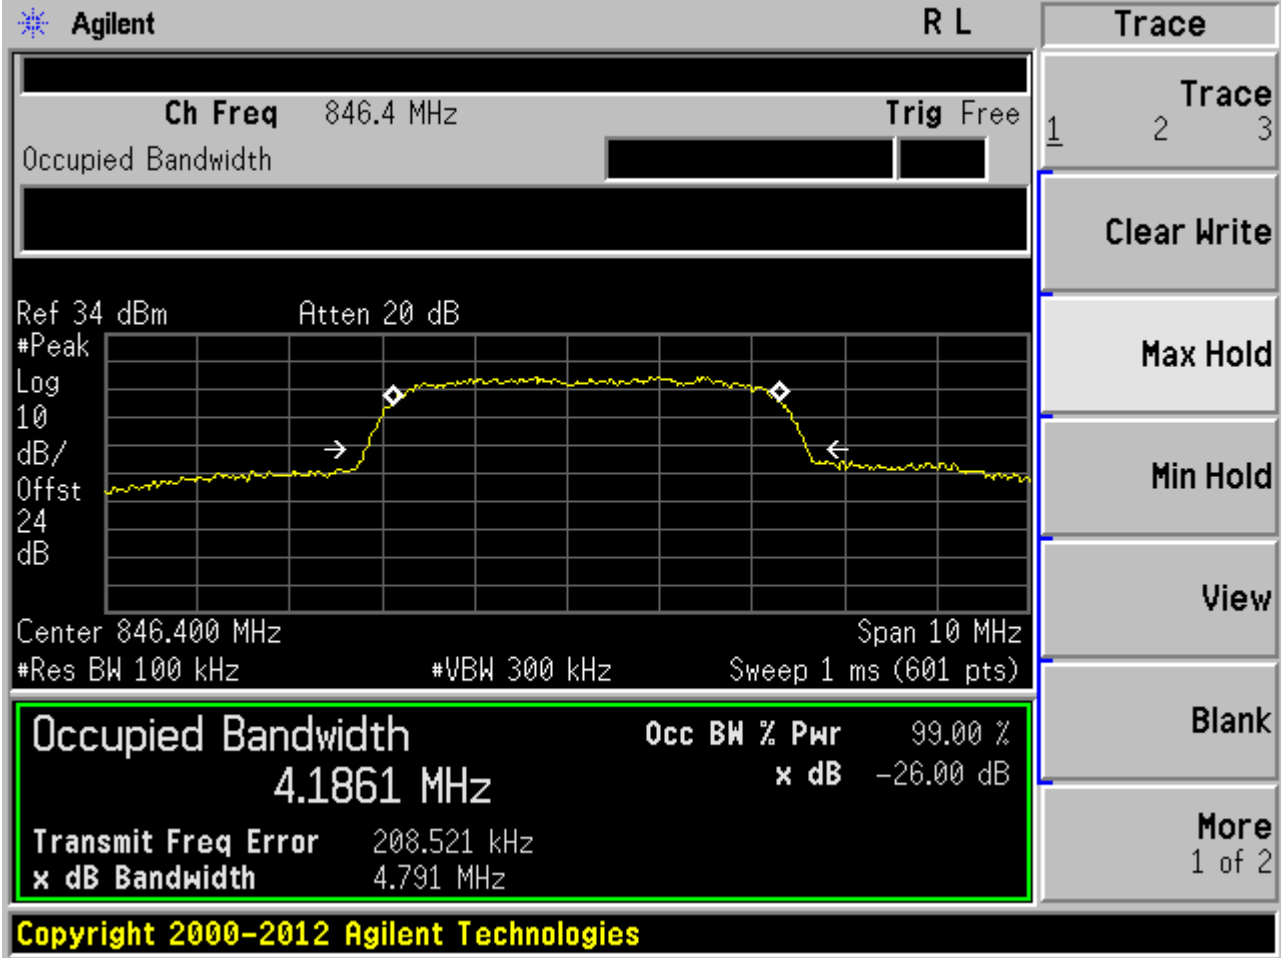 Agilent R L
Ch Freq 846.4 MHz Trig Free
Occupied Bandwidth
Ref 34 dBm Atten 20 dB
#Peak
Log
10
dB/
Offst
24
dB
Center 846.400 MHz Span 10 MHz
#Res BW 100 kHz #VBW 300 kHz Sweep 1 ms (601 pts)
Occupied Bandwidth
4.1861 MHz
Occ BW % Pwr 99.00 %
x dB -26.00 dB
Transmit Freq Error 208.521 kHz
x dB Bandwidth 4.791 MHz
Copyright 2000-2012 Agilent Technologies
Trace
Trace
1 2 3
Clear Write
Max Hold
Min Hold
View
Blank
More
1 of 2